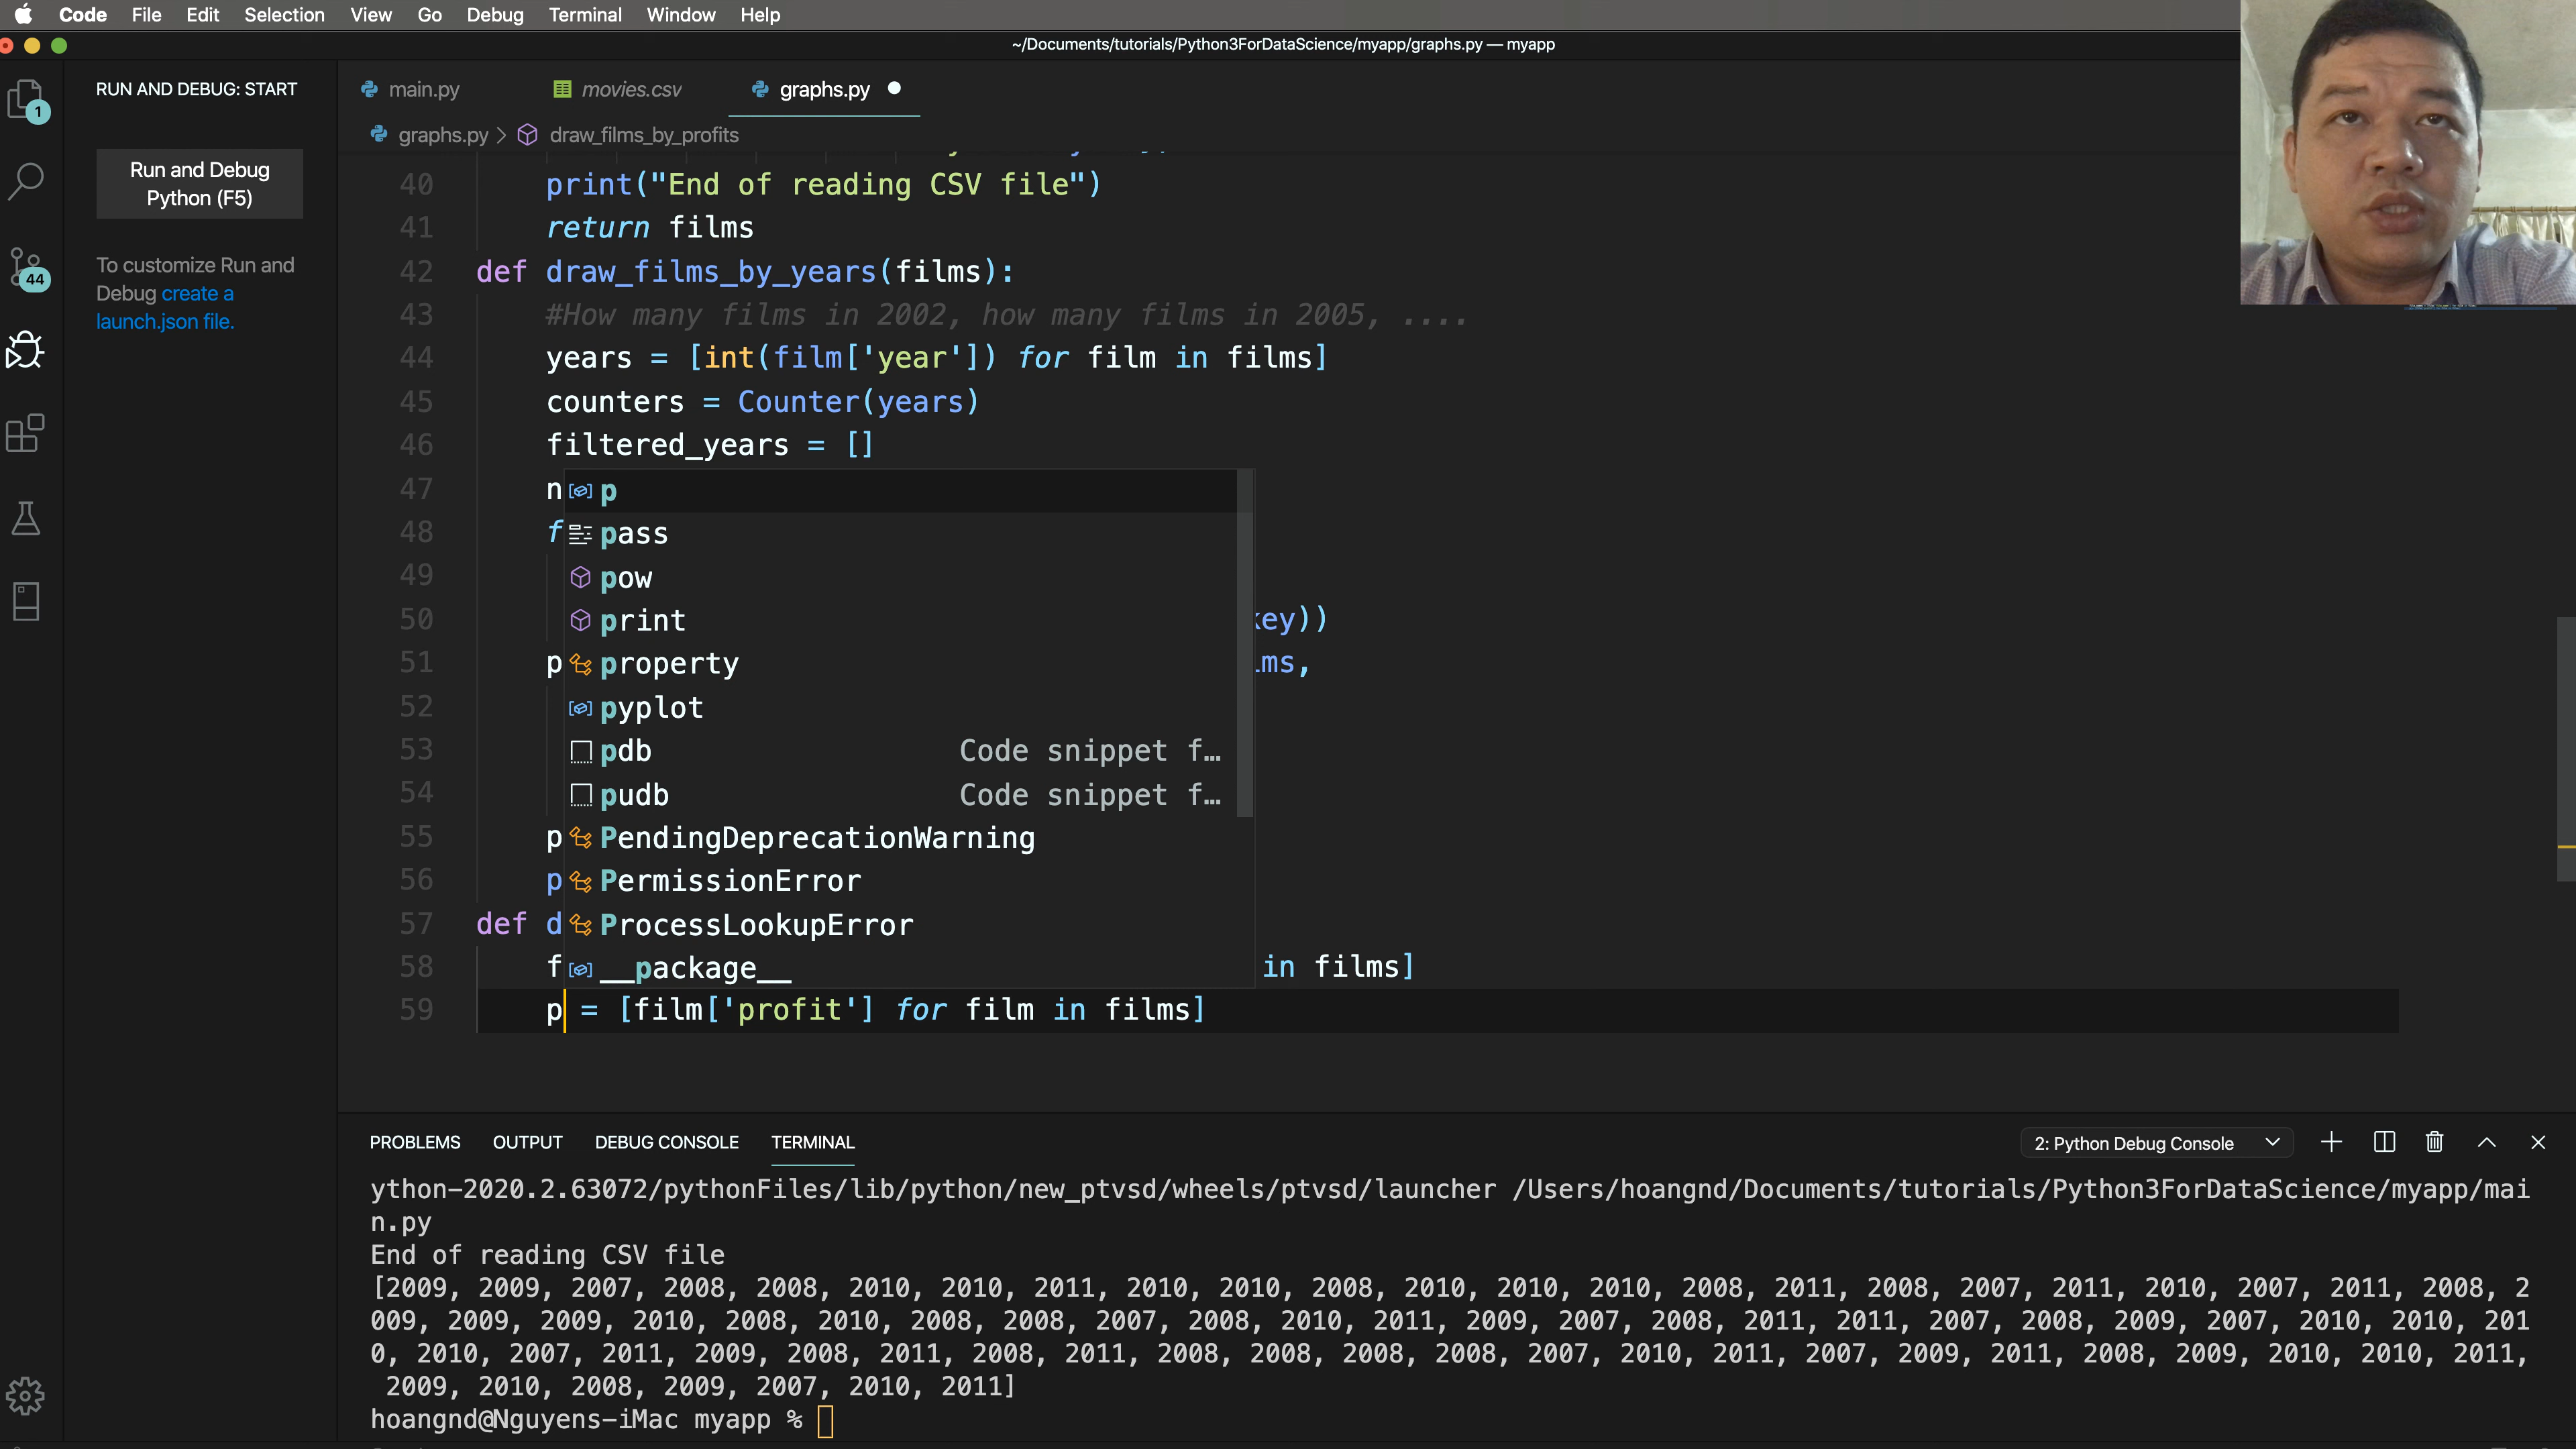 Code File Edit Selection View Go Debug Terminal Window Help
~/Documents/tutorials/Python3ForDataScience/myapp/graphs.py — myapp
RUN AND DEBUG: START
main.py movies.csv graphs.py
graphs.py > draw_films_by_profits
1
44
Run and Debug
Python (F5)
To customize Run and
Debug create a
launch.json file.
40 print("End of reading CSV file")
41 return films
42 def draw_films_by_years(films):
43 #How many films in 2002, how many films in 2005, ....
44 years = [int(film['year']) for film in films]
45 counters = Counter(years)
46 filtered_years = []
47 n p
48 f pass
49 pow
50 print key))
51 p property ms,
52 pyplot
53 pdb Code snippet f…
54 pudb Code snippet f…
55 p PendingDeprecationWarning
56 p PermissionError
57 def d ProcessLookupError
58 f __package__ in films]
59 p = [film['profit'] for film in films]
PROBLEMS OUTPUT DEBUG CONSOLE TERMINAL 2: Python Debug Console
ython-2020.2.63072/pythonFiles/lib/python/new_ptvsd/wheels/ptvsd/launcher /Users/hoangnd/Documents/tutorials/Python3ForDataScience/myapp/mai
n.py
End of reading CSV file
[2009, 2009, 2007, 2008, 2008, 2010, 2010, 2011, 2010, 2010, 2008, 2010, 2010, 2010, 2008, 2011, 2008, 2007, 2011, 2010, 2007, 2011, 2008, 2
009, 2009, 2009, 2010, 2008, 2010, 2008, 2008, 2007, 2008, 2010, 2011, 2009, 2007, 2008, 2011, 2011, 2007, 2008, 2009, 2007, 2010, 2010, 201
0, 2010, 2007, 2011, 2009, 2008, 2011, 2008, 2011, 2008, 2008, 2008, 2008, 2007, 2010, 2011, 2007, 2009, 2011, 2008, 2009, 2010, 2010, 2011,
2009, 2010, 2008, 2009, 2007, 2010, 2011]
hoangnd@Nguyens-iMac myapp %